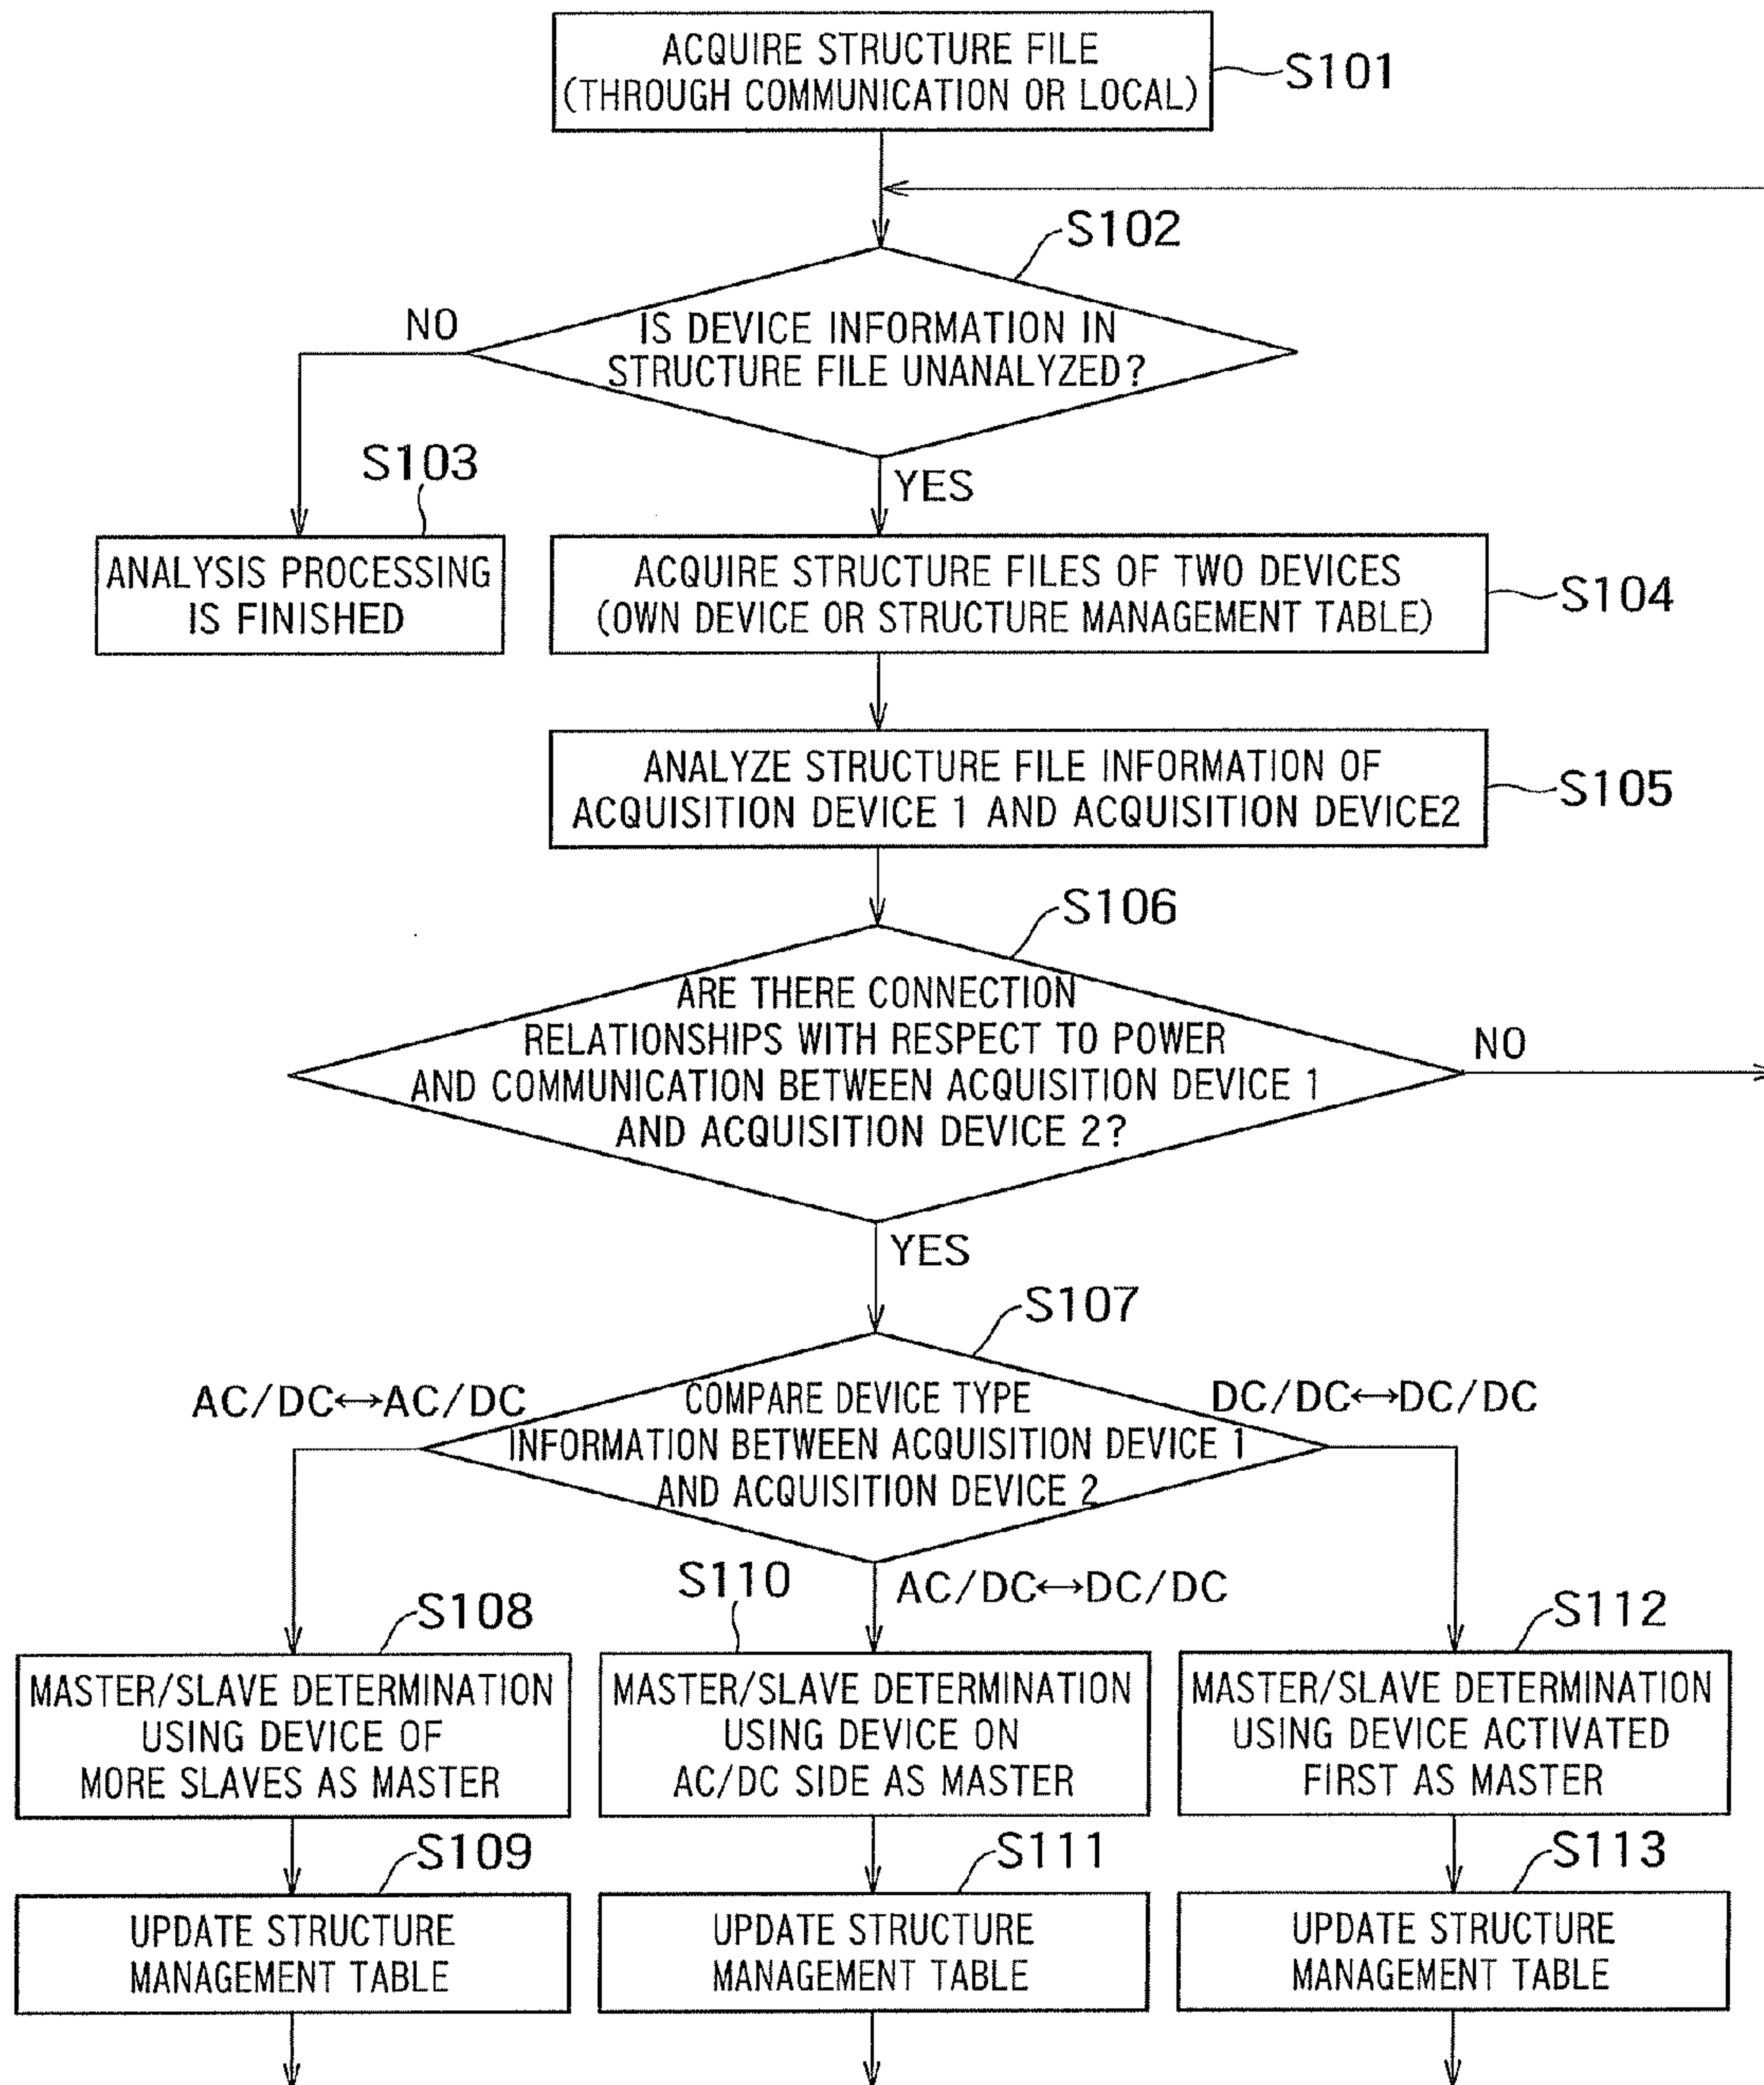 ACQUIRE STRUCTURE FILE
(THROUGH COMMUNICATION OR LOCAL)
S101
S102
NO
IS DEVICE INFORMATION IN
STRUCTURE FILE UNANALYZED?
S103
YES
ANALYSIS PROCESSING
IS FINISHED
ACQUIRE STRUCTURE FILES OF TWO DEVICES
(OWN DEVICE OR STRUCTURE MANAGEMENT TABLE)
S104
ANALYZE STRUCTURE FILE INFORMATION OF
ACQUISITION DEVICE 1 AND ACQUISITION DEVICE2
S105
S106
ARE THERE CONNECTION
RELATIONSHIPS WITH RESPECT TO POWER
AND COMMUNICATION BETWEEN ACQUISITION DEVICE 1
AND ACQUISITION DEVICE 2?
NO
YES
S107
AC/DC↔AC/DC
COMPARE DEVICE TYPE
INFORMATION BETWEEN ACQUISITION DEVICE 1
AND ACQUISITION DEVICE 2
DC/DC↔DC/DC
AC/DC↔DC/DC
S108
MASTER/SLAVE DETERMINATION
USING DEVICE OF
MORE SLAVES AS MASTER
S110
MASTER/SLAVE DETERMINATION
USING DEVICE ON
AC/DC SIDE AS MASTER
S112
MASTER/SLAVE DETERMINATION
USING DEVICE ACTIVATED
FIRST AS MASTER
S109
UPDATE STRUCTURE
MANAGEMENT TABLE
S111
UPDATE STRUCTURE
MANAGEMENT TABLE
S113
UPDATE STRUCTURE
MANAGEMENT TABLE